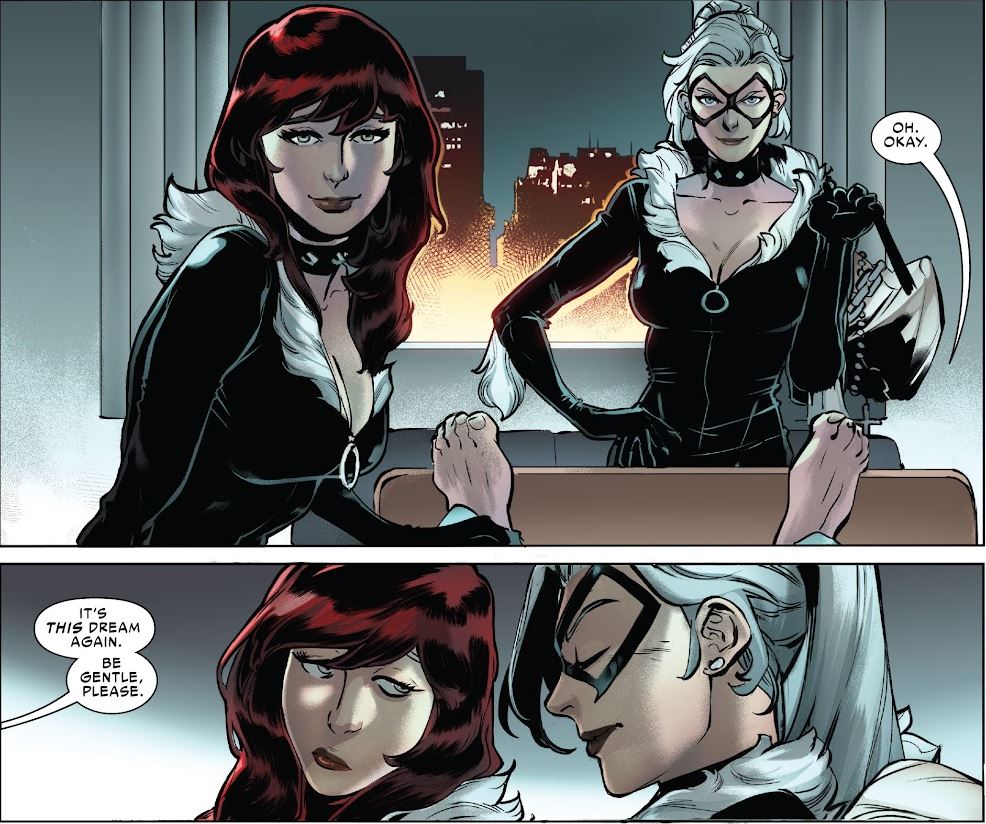 OH.
OKAY.
IT'S
THIS DREAM
AGAIN.
BE
GENTLE,
PLEASE.